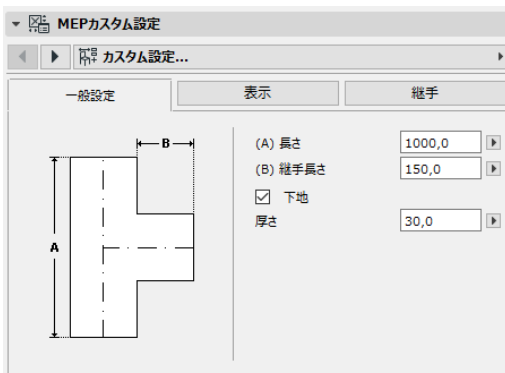 MEPカスタム設定
カスタム設定...
一般設定 表示 継手
B
A
(A) 長さ 1000,0
(B) 継手長さ 150,0
下地
厚さ 30,0